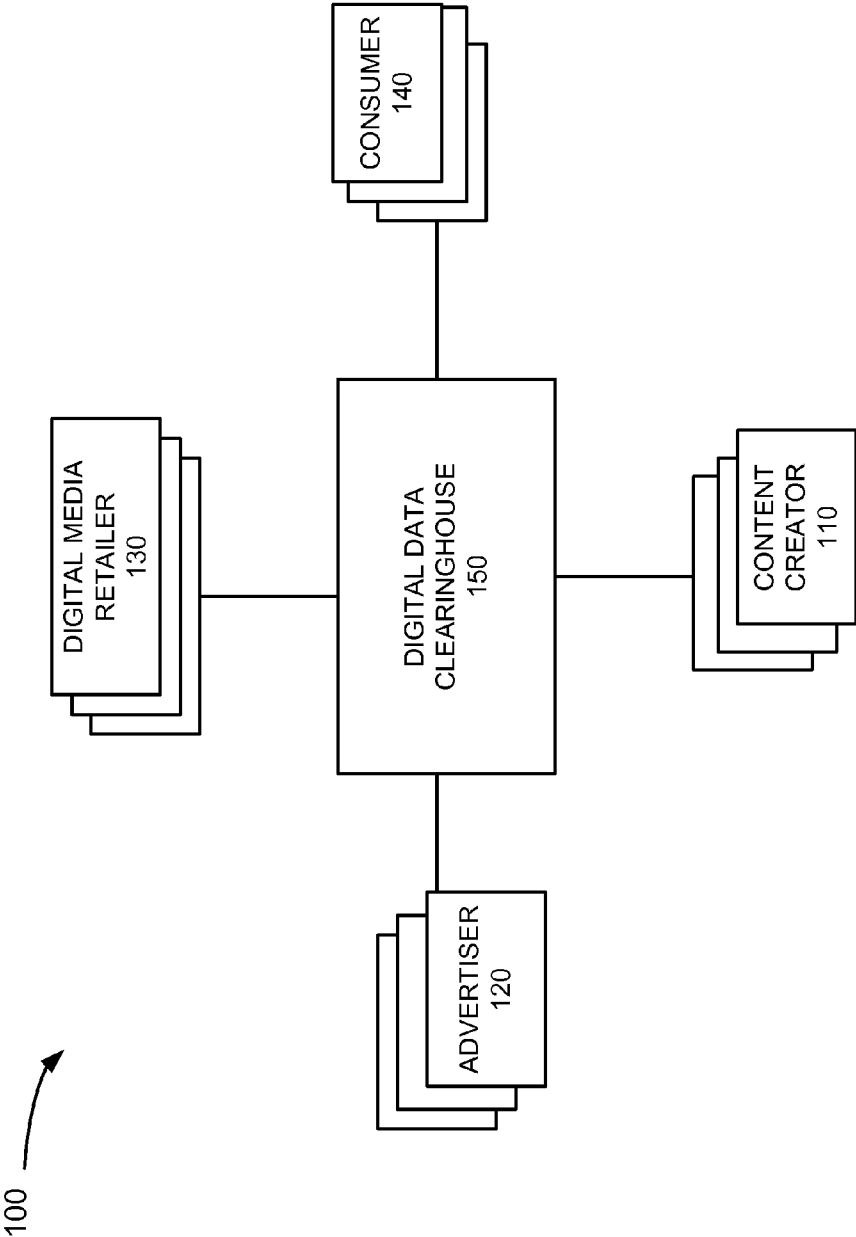 100
DIGITAL MEDIA
RETAILER
130
ADVERTISER
120
DIGITAL DATA
CLEARINGHOUSE
150
CONSUMER
140
CONTENT
CREATOR
110